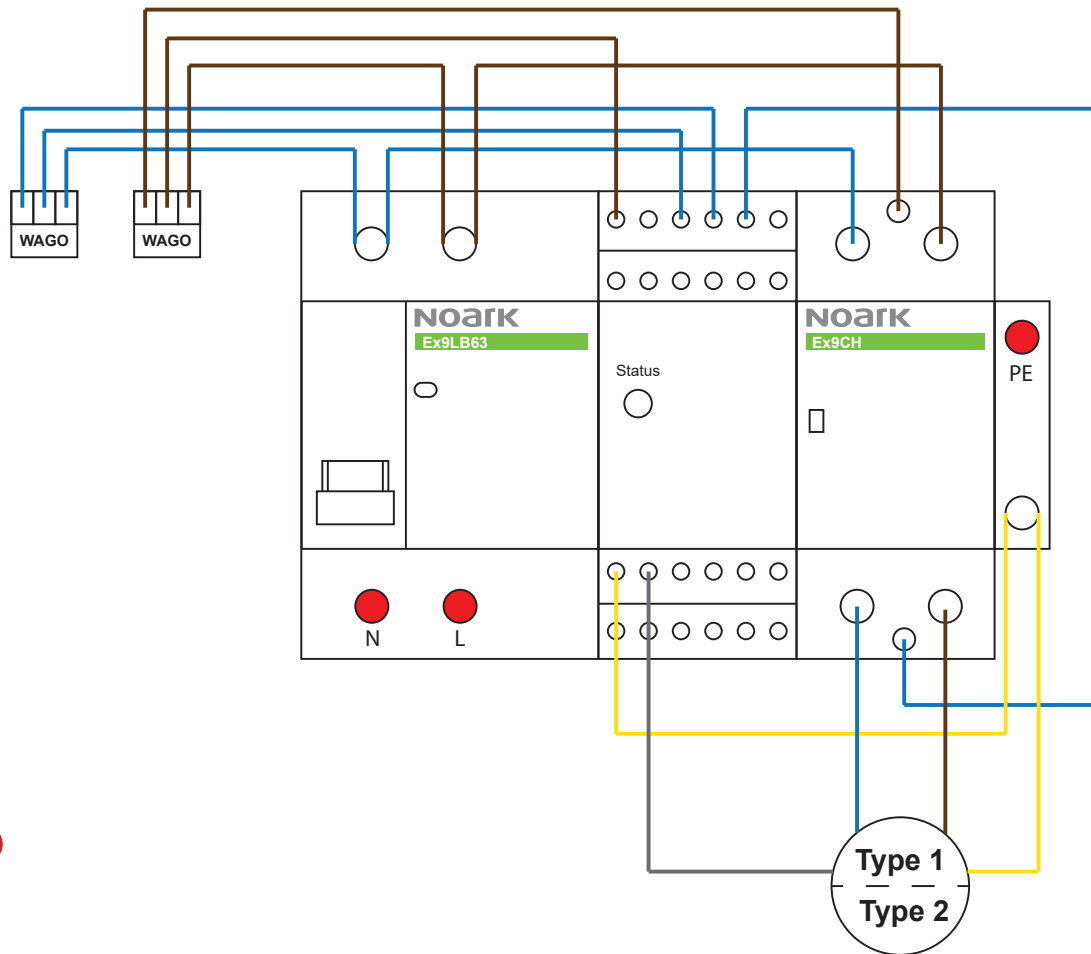 WAGO
WAGO
NOARK
Ex9LB63
NOARK
Ex9CH
Status
PE
N
L
Type 1
Type 2